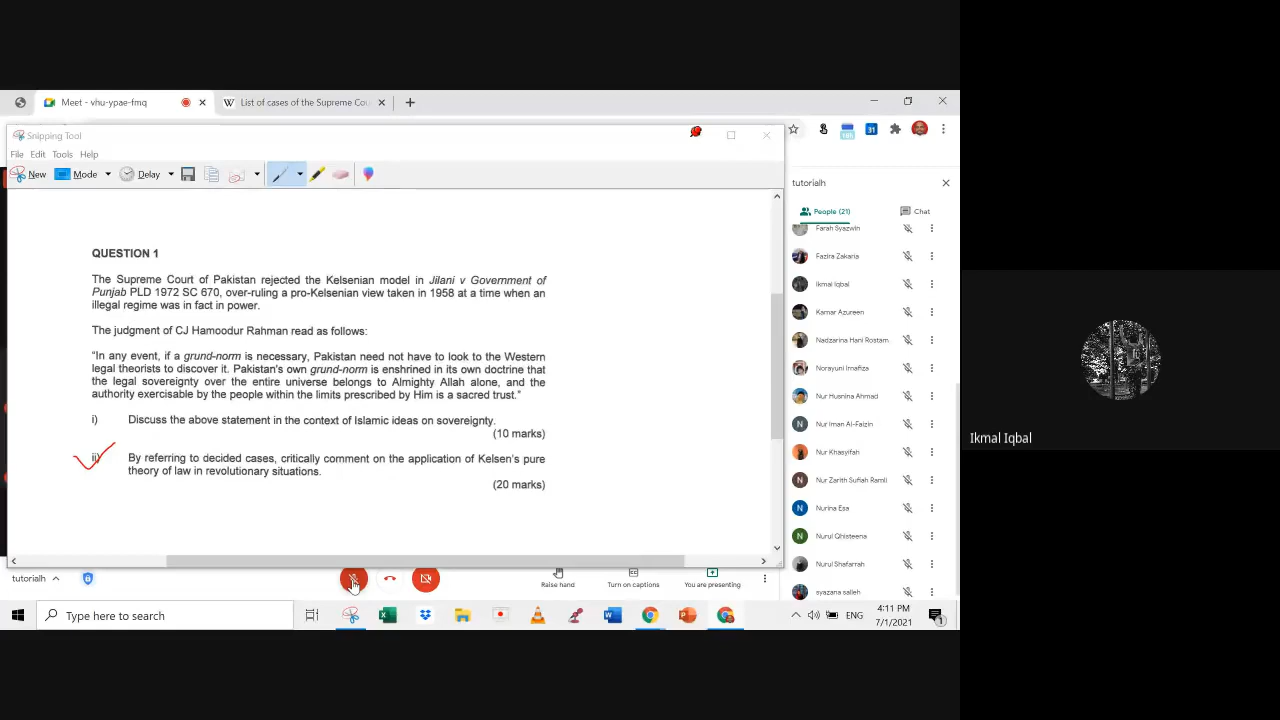 Meet - vhu-ypae-fmq
List of cases of the Supreme Cou
Snipping Tool
File Edit Tools Help
New Mode Delay
31
tutorialh
People (21) Chat
Farah Syazwin
Fazira Zakaria
Ikmal Iqbal
Kamar Azureen
Nadzarina Hani Rostam
Norayuni Irnafiza
Nur Husnina Ahmad
N Nur Iman Al-Faizin
Nur Khasyifah
N Nur Zarith Sufiah Ramli
N Nurina Esa
N Nurul Qhisteena
Nurul Shafarrah
syazana salleh
QUESTION 1
The Supreme Court of Pakistan rejected the Kelsenian model in Jilani v Government of
Punjab PLD 1972 SC 670, over-ruling a pro-Kelsenian view taken in 1958 at a time when an
illegal regime was in fact in power.
The judgment of CJ Hamoodur Rahman read as follows:
“In any event, if a grund-norm is necessary, Pakistan need not have to look to the Western
legal theorists to discover it. Pakistan's own grund-norm is enshrined in its own doctrine that
the legal sovereignty over the entire universe belongs to Almighty Allah alone, and the
authority exercisable by the people within the limits prescribed by Him is a sacred trust.”
i) Discuss the above statement in the context of Islamic ideas on sovereignty.
(10 marks)
ii) By referring to decided cases, critically comment on the application of Kelsen's pure
theory of law in revolutionary situations.
(20 marks)
tutorialh
Raise hand
Turn on captions
You are presenting
Type here to search
ENG
4:11 PM
7/1/2021
Ikmal Iqbal